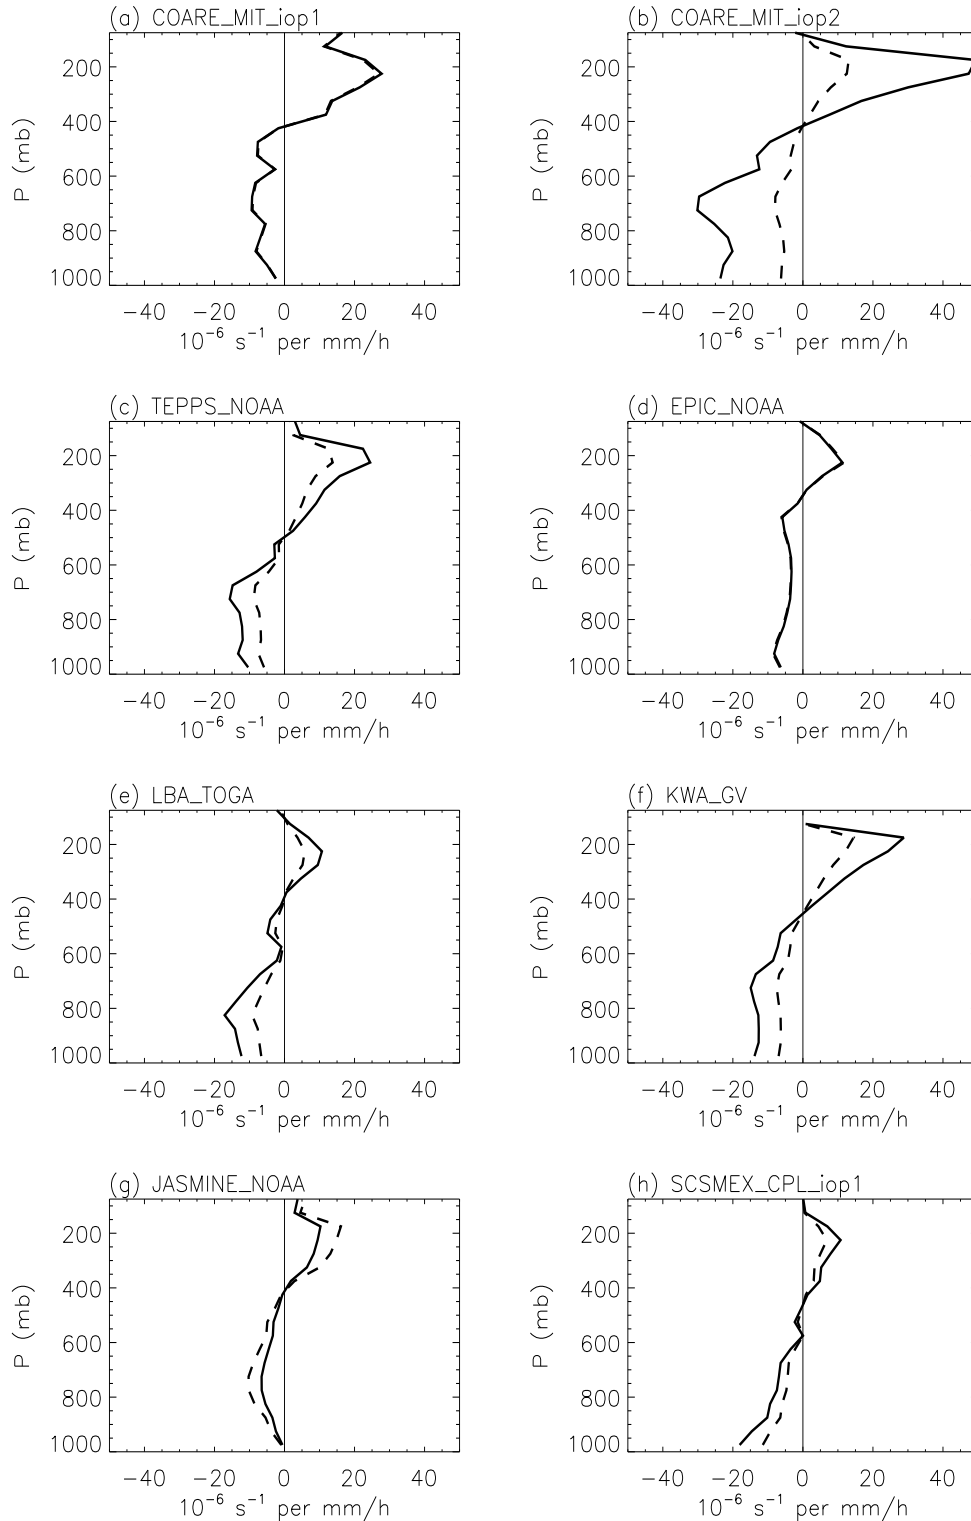 (a) COARE_MIT_iop1
P (mb)
200
400
600
800
1000
−40 −20 0 20 40
10⁻⁶ s⁻¹ per mm/h
(b) COARE_MIT_iop2
P (mb)
200
400
600
800
1000
−40 −20 0 20 40
10⁻⁶ s⁻¹ per mm/h
(c) TEPPS_NOAA
P (mb)
200
400
600
800
1000
−40 −20 0 20 40
10⁻⁶ s⁻¹ per mm/h
(d) EPIC_NOAA
P (mb)
200
400
600
800
1000
−40 −20 0 20 40
10⁻⁶ s⁻¹ per mm/h
(e) LBA_TOGA
P (mb)
200
400
600
800
1000
−40 −20 0 20 40
10⁻⁶ s⁻¹ per mm/h
(f) KWA_GV
P (mb)
200
400
600
800
1000
−40 −20 0 20 40
10⁻⁶ s⁻¹ per mm/h
(g) JASMINE_NOAA
P (mb)
200
400
600
800
1000
−40 −20 0 20 40
10⁻⁶ s⁻¹ per mm/h
(h) SCSMEX_CPL_iop1
P (mb)
200
400
600
800
1000
−40 −20 0 20 40
10⁻⁶ s⁻¹ per mm/h